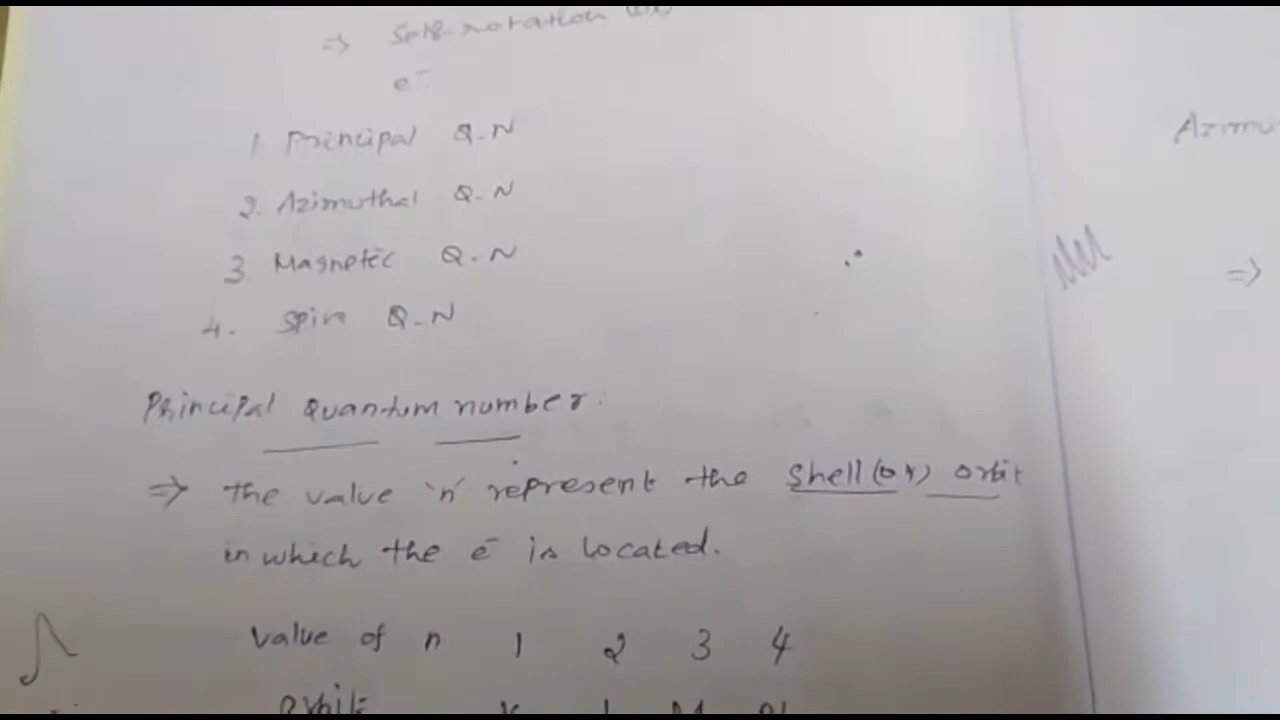 ⇒ Self-rotation
e⁻
1 Principal Q.N
2. Azimuthal Q.N
3 Magnetic Q.N
4. Spin Q.N
Principal Quantum number:
⇒ the value 'n' represent the shell (or) orbit
in which the e⁻ is located.
value of n 1 2 3 4
orbit K L M N
Azimu
⇒